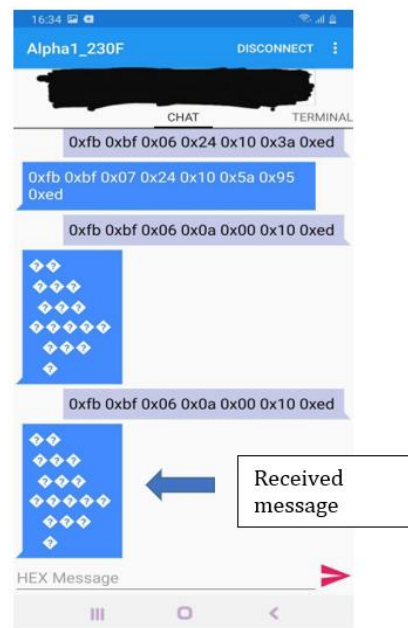 16:34
Alpha1_230F DISCONNECT
CHAT TERMINAL
0xfb 0xbf 0x06 0x24 0x10 0x3a 0xed
0xfb 0xbf 0x07 0x24 0x10 0x5a 0x95
0xed
0xfb 0xbf 0x06 0x0a 0x00 0x10 0xed
��
���
���
�����
���
�
0xfb 0xbf 0x06 0x0a 0x00 0x10 0xed
��
���
���
�����
���
�
Received
message
HEX Message